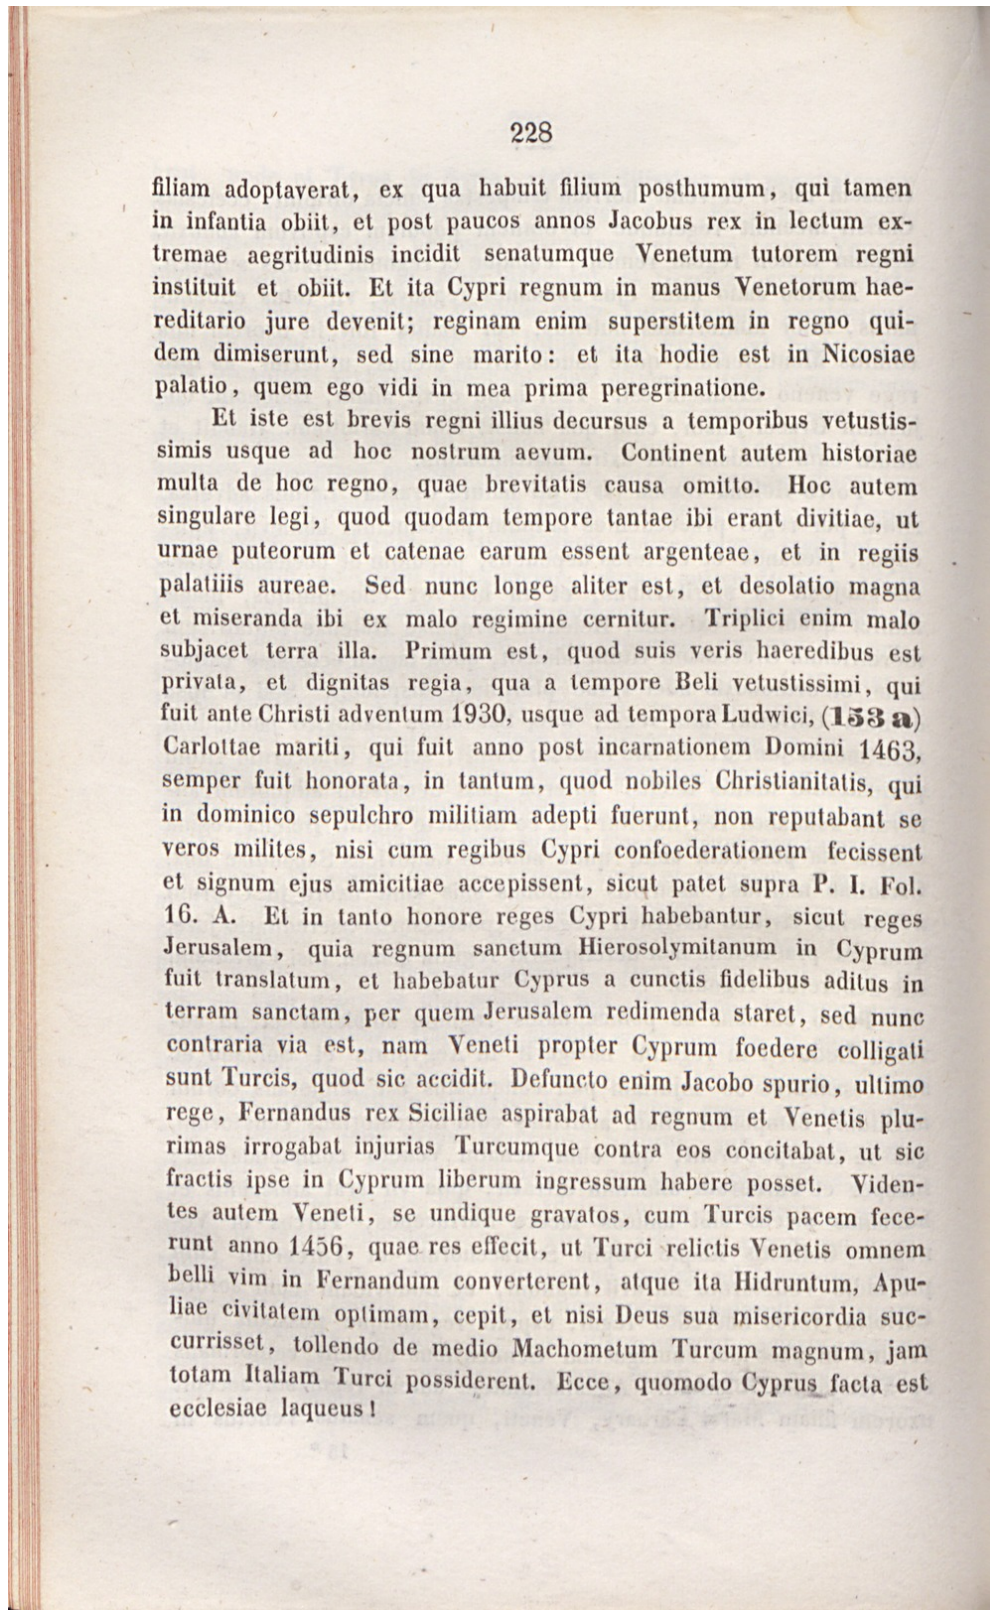 228
filiam adoptaverat, ex qua habuit filium posthumum, qui tamen
in infantia obiit, et post paucos annos Jacobus rex in lectum ex-
tremae aegritudinis incidit senatumque Venetum tutorem regni
instituit et obiit. Et ita Cypri regnum in manus Venetorum hae-
reditario jure devenit; reginam enim superstitem in regno qui-
dem dimiserunt, sed sine marito: et ita hodie est in Nicosiae
palatio, quem ego vidi in mea prima peregrinatione.
Et iste est brevis regni illius decursus a temporibus vetustis-
simis usque ad hoc nostrum aevum. Continent autem historiae
multa de hoc regno, quae brevitatis causa omitto. Hoc autem
singulare legi, quod quodam tempore tantae ibi erant divitiae, ut
urnae puteorum et catenae earum essent argenteae, et in regiis
palatiiis aureae. Sed nunc longe aliter est, et desolatio magna
et miseranda ibi ex malo regimine cernitur. Triplici enim malo
subjacet terra illa. Primum est, quod suis veris haeredibus est
privata, et dignitas regia, qua a tempore Beli vetustissimi, qui
fuit ante Christi adventum 1930, usque ad tempora Ludwici, (153 a)
Carlottae mariti, qui fuit anno post incarnationem Domini 1463,
semper fuit honorata, in tantum, quod nobiles Christianitatis, qui
in dominico sepulchro militiam adepti fuerunt, non reputabant se
veros milites, nisi cum regibus Cypri confoederationem fecissent
et signum ejus amicitiae accepissent, sicut patet supra P. I. Fol.
16. A. Et in tanto honore reges Cypri habebantur, sicut reges
Jerusalem, quia regnum sanctum Hierosolymitanum in Cyprum
fuit translatum, et habebatur Cyprus a cunctis fidelibus aditus in
terram sanctam, per quem Jerusalem redimenda staret, sed nunc
contraria via est, nam Veneti propter Cyprum foedere colligati
sunt Turcis, quod sic accidit. Defuncto enim Jacobo spurio, ultimo
rege, Fernandus rex Siciliae aspirabat ad regnum et Venetis plu-
rimas irrogabat injurias Turcumque contra eos concitabat, ut sic
fractis ipse in Cyprum liberum ingressum habere posset. Viden-
tes autem Veneti, se undique gravatos, cum Turcis pacem fece-
runt anno 1456, quae res effecit, ut Turci relictis Venetis omnem
belli vim in Fernandum converterent, atque ita Hidruntum, Apu-
liae civitatem optimam, cepit, et nisi Deus sua misericordia suc-
currisset, tollendo de medio Machometum Turcum magnum, jam
totam Italiam Turci possiderent. Ecce, quomodo Cyprus facta est
ecclesiae laqueus!